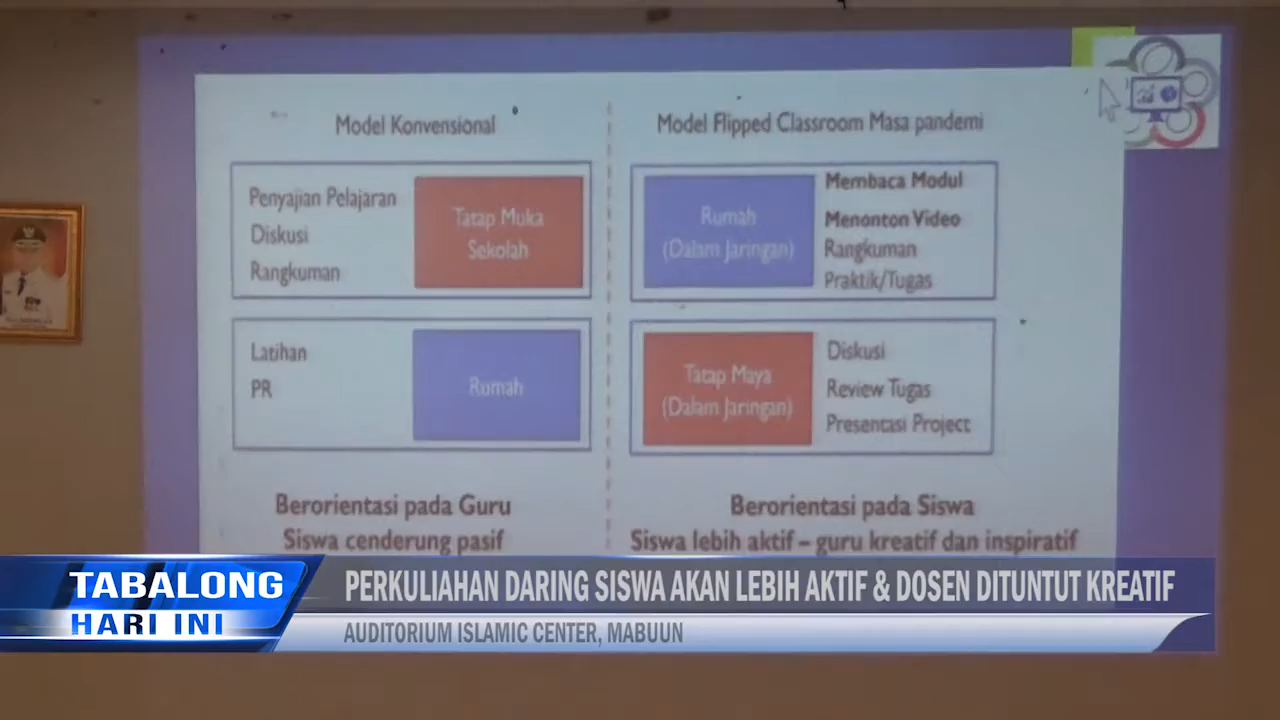 Model Konvensional
Penyajian Pelajaran
Diskusi
Rangkuman
Tatap Muka
Sekolah
Latihan
PR
Rumah
Berorientasi pada Guru
Siswa cenderung pasif
Model Flipped Classroom Masa pandemi
Rumah
(Dalam Jaringan)
Membaca Modul
Menonton Video
Rangkuman
Praktik/Tugas
Tatap Maya
(Dalam Jaringan)
Diskusi
Review Tugas
Presentasi Project
Berorientasi pada Siswa
Siswa lebih aktif – guru kreatif dan inspiratif
TABALONG
HARI INI
PERKULIAHAN DARING SISWA AKAN LEBIH AKTIF & DOSEN DITUNTUT KREATIF
AUDITORIUM ISLAMIC CENTER, MABUUN